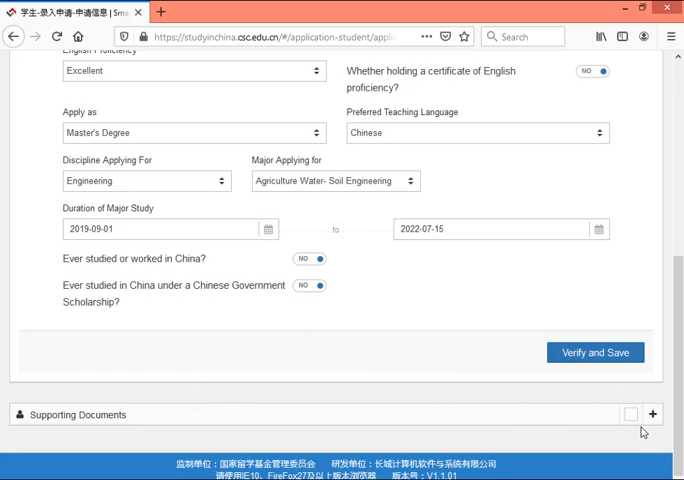 学生-录入申请-申请信息 | Sma
https://studyinchina.csc.edu.cn/#/application-student/appli
Search
English Proficiency
Excellent
Whether holding a certificate of English
proficiency?
NO
Apply as
Preferred Teaching Language
Master's Degree
Chinese
Discipline Applying For
Major Applying for
Engineering
Agriculture Water- Soil Engineering
Duration of Major Study
2019-09-01
to
2022-07-15
Ever studied or worked in China?
NO
Ever studied in China under a Chinese Government
Scholarship?
NO
Verify and Save
Supporting Documents
监制单位：国家留学基金管理委员会 研发单位：长城计算机软件与系统有限公司
请使用IE10、FireFox27及以上版本浏览器 版本号：V1.1.01